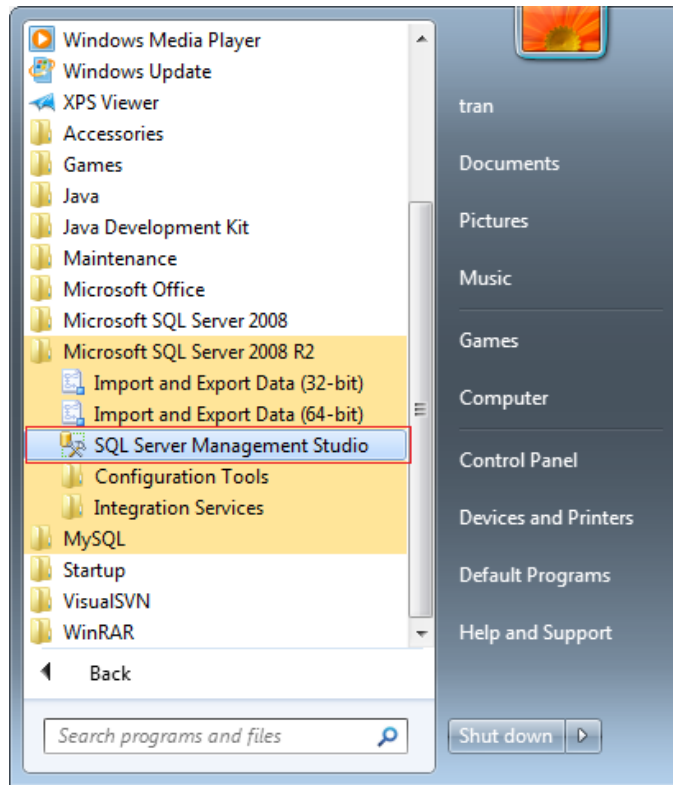 Windows Media Player
Windows Update
XPS Viewer
Accessories
Games
Java
Java Development Kit
Maintenance
Microsoft Office
Microsoft SQL Server 2008
Microsoft SQL Server 2008 R2
Import and Export Data (32-bit)
Import and Export Data (64-bit)
SQL Server Management Studio
Configuration Tools
Integration Services
MySQL
Startup
VisualSVN
WinRAR
Back
Search programs and files
tran
Documents
Pictures
Music
Games
Computer
Control Panel
Devices and Printers
Default Programs
Help and Support
Shut down